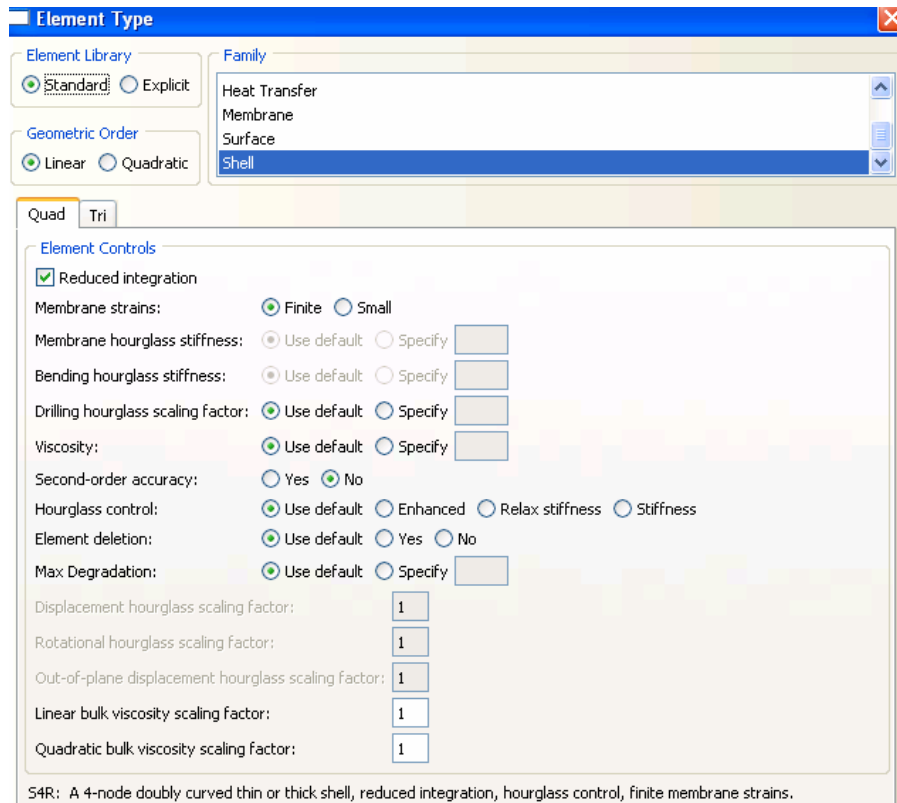 Element Type
Element Library
Family
Standard Explicit
Heat Transfer
Membrane
Surface
Shell
Geometric Order
Linear Quadratic
Quad Tri
Element Controls
Reduced integration
Membrane strains: Finite Small
Membrane hourglass stiffness: Use default Specify
Bending hourglass stiffness: Use default Specify
Drilling hourglass scaling factor: Use default Specify
Viscosity: Use default Specify
Second-order accuracy: Yes No
Hourglass control: Use default Enhanced Relax stiffness Stiffness
Element deletion: Use default Yes No
Max Degradation: Use default Specify
Displacement hourglass scaling factor: 1
Rotational hourglass scaling factor: 1
Out-of-plane displacement hourglass scaling factor: 1
Linear bulk viscosity scaling factor: 1
Quadratic bulk viscosity scaling factor: 1
S4R: A 4-node doubly curved thin or thick shell, reduced integration, hourglass control, finite membrane strains.